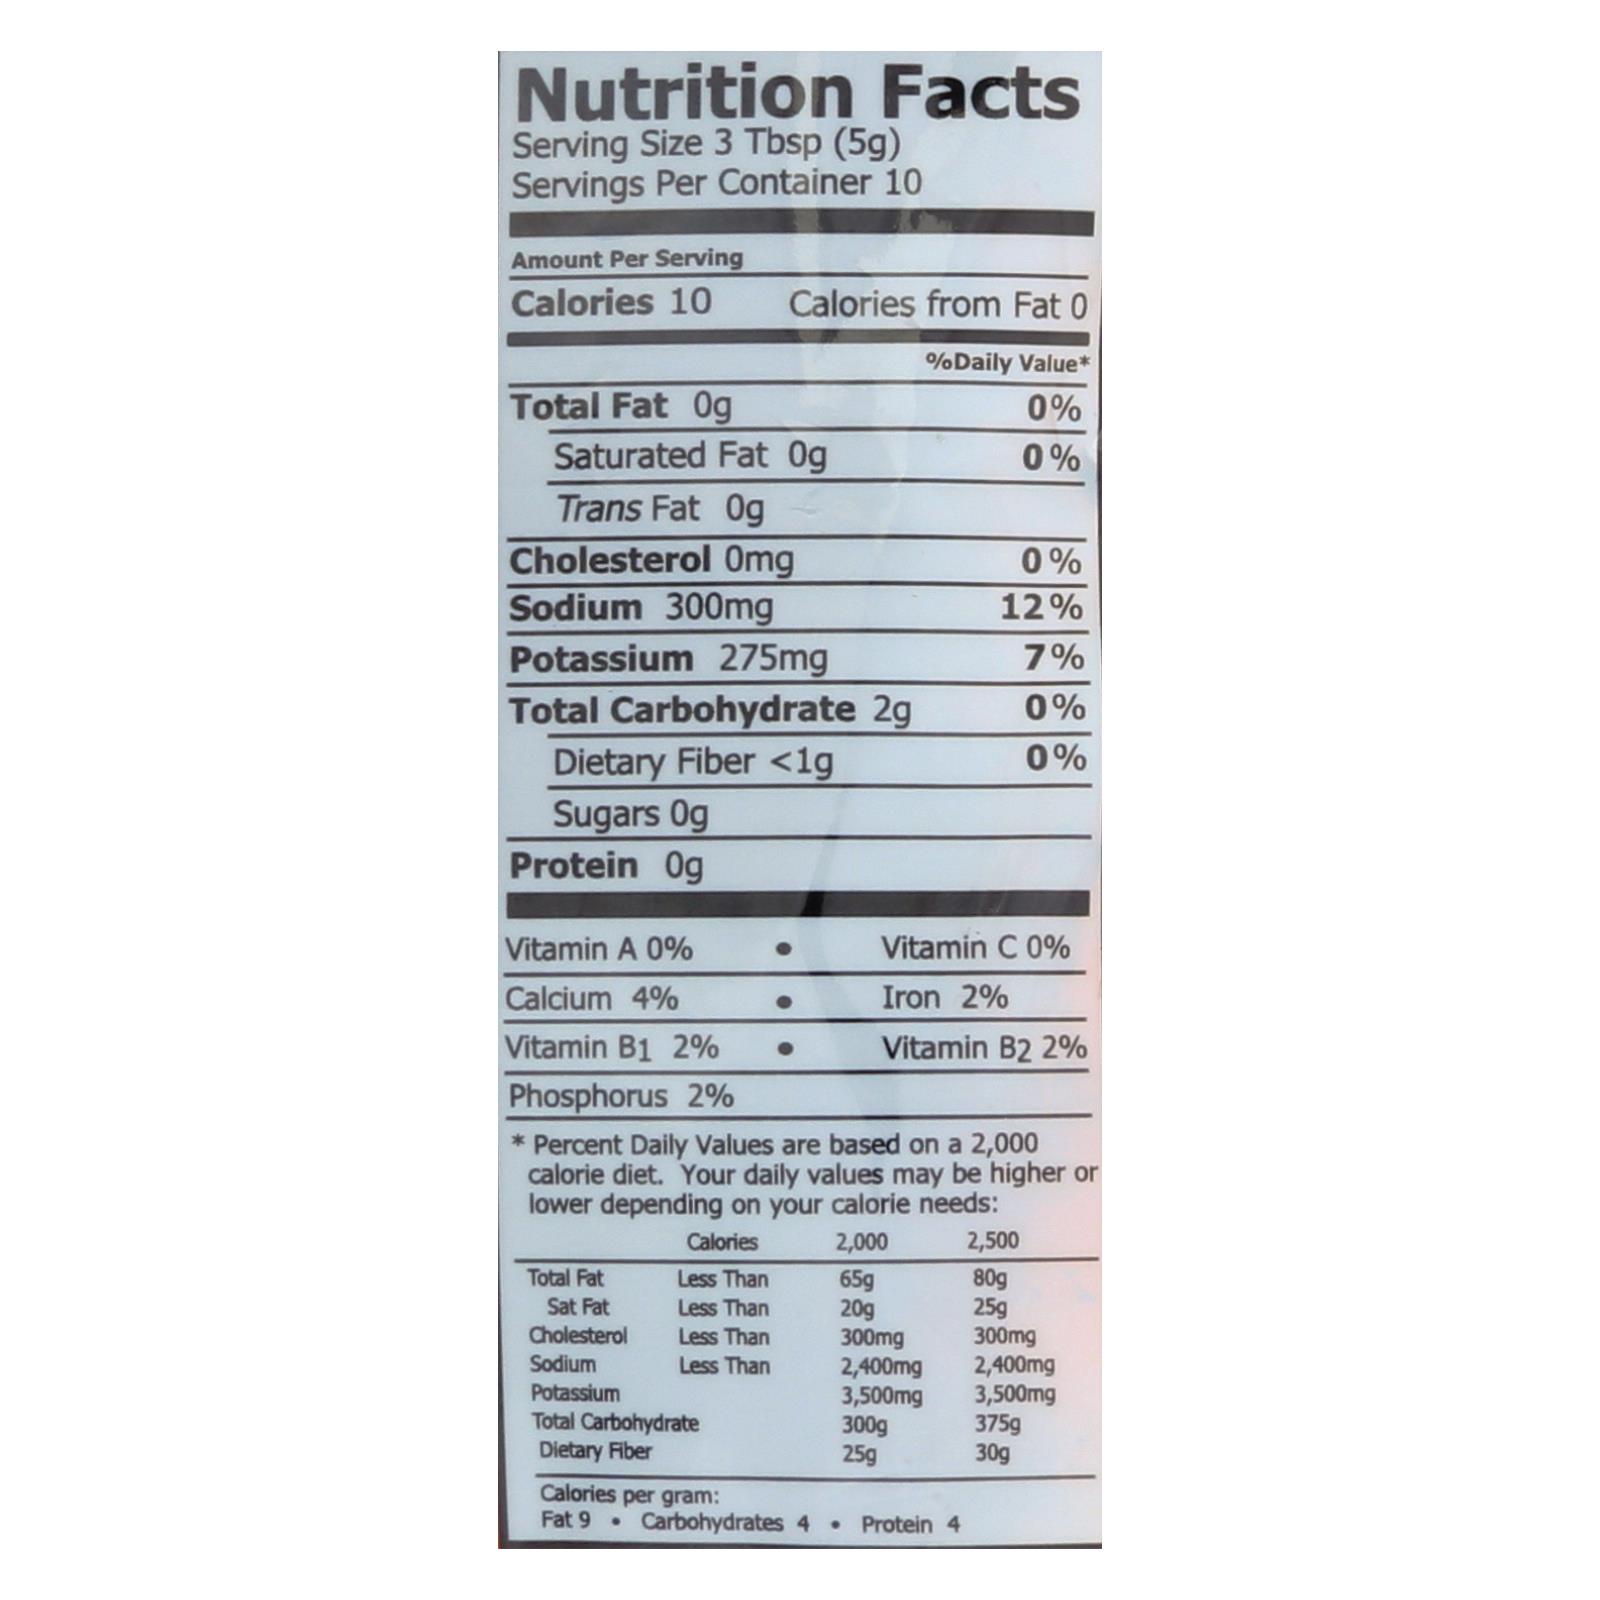 Nutrition Facts
Serving Size 3 Tbsp (5g)
Servings Per Container 10
Amount Per Serving
Calories 10 Calories from Fat 0
%Daily Value*
Total Fat 0g 0%
Saturated Fat 0g 0%
Trans Fat 0g
Cholesterol 0mg 0%
Sodium 300mg 12%
Potassium 275mg 7%
Total Carbohydrate 2g 0%
Dietary Fiber <1g 0%
Sugars 0g
Protein 0g
Vitamin A 0% • Vitamin C 0%
Calcium 4% • Iron 2%
Vitamin B1 2% • Vitamin B2 2%
Phosphorus 2%
* Percent Daily Values are based on a 2,000
calorie diet. Your daily values may be higher or
lower depending on your calorie needs:
Calories 2,000 2,500
Total Fat Less Than 65g 80g
Sat Fat Less Than 20g 25g
Cholesterol Less Than 300mg 300mg
Sodium Less Than 2,400mg 2,400mg
Potassium 3,500mg 3,500mg
Total Carbohydrate 300g 375g
Dietary Fiber 25g 30g
Calories per gram:
Fat 9 • Carbohydrates 4 • Protein 4